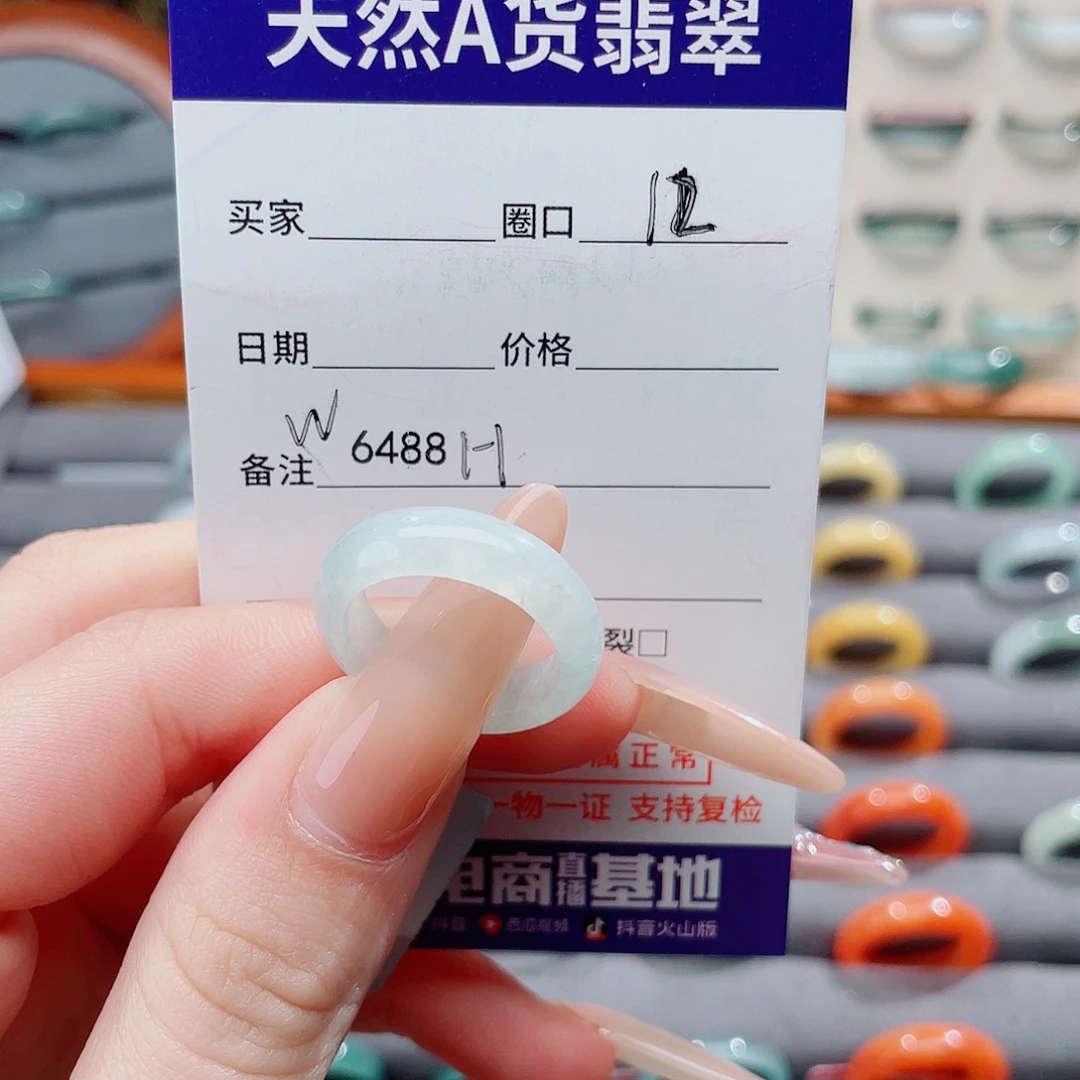 天然A货翡翠
买家 圈口 12
日期 价格
备注 W 6488 H
裂□
属正常
一物一证 支持复检
电商直播基地
抖音 西瓜视频 抖音火山版